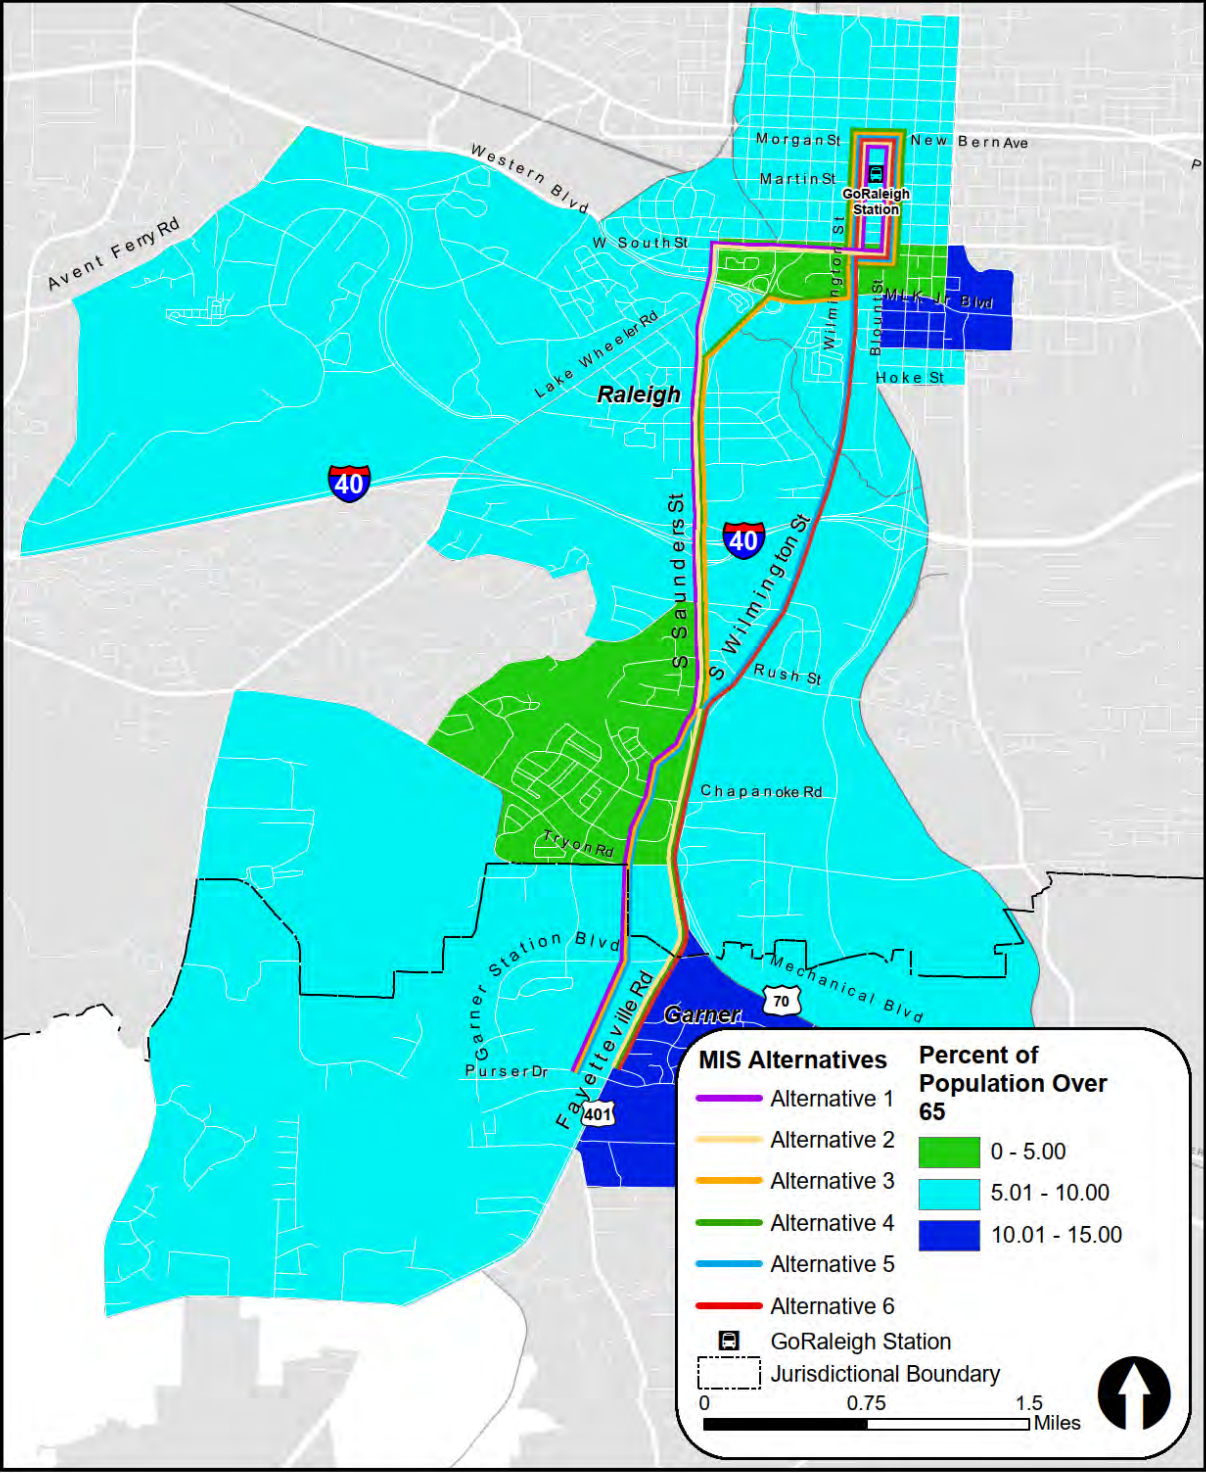 Morgan St
New Bern Ave
Western Blvd
Martin St
GoRaleigh
Station
Avent Ferry Rd
W South St
Wilmington St
Blount St
MLK Jr Blvd
Lake Wheeler Rd
Hoke St
Raleigh
40
40
S Saunders St
S Wilmington St
Rush St
Chapanoke Rd
Tryon Rd
Garner Station Blvd
Mechanical Blvd
70
Garner
Fayetteville Rd
Purser Dr
401
MIS Alternatives
Alternative 1
Alternative 2
Alternative 3
Alternative 4
Alternative 5
Alternative 6
GoRaleigh Station
Jurisdictional Boundary
Percent of
Population Over
65
0 - 5.00
5.01 - 10.00
10.01 - 15.00
0 0.75 1.5
Miles